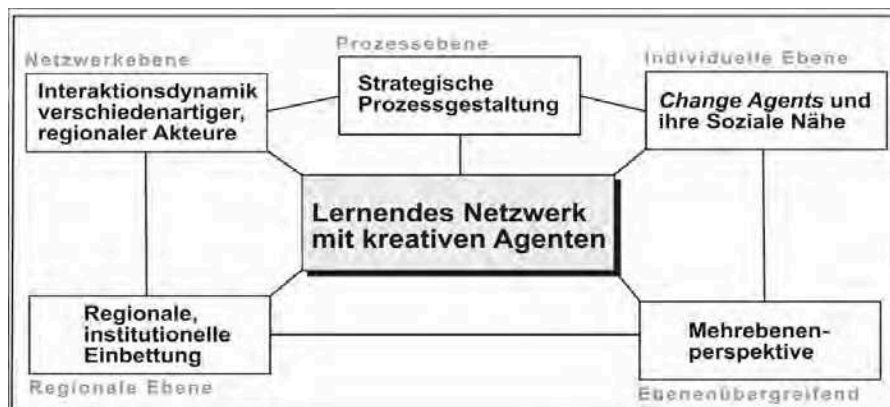 Netzwerkebene
Interaktionsdynamik
verschiedenartiger,
regionaler Akteure
Prozessebene
Strategische
Prozessgestaltung
Individuelle Ebene
Change Agents und
ihre Soziale Nähe
Lernendes Netzwerk
mit kreativen Agenten
Regionale,
institutionelle
Einbettung
Regionale Ebene
Mehrebenen-
perspektive
Ebenenübergreifend